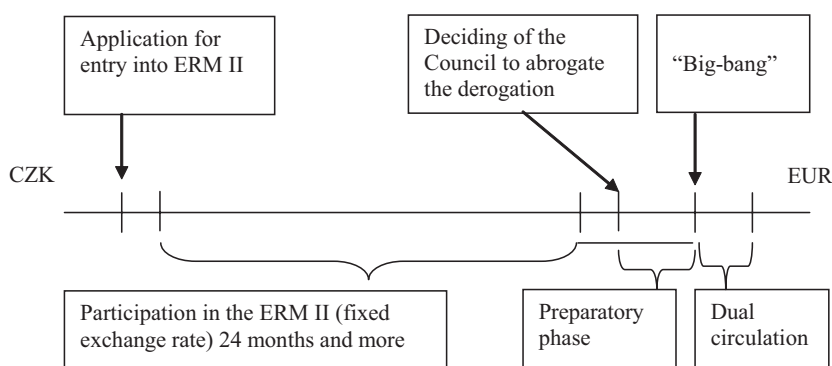 Application for
entry into ERM II
Deciding of the
Council to abrogate
the derogation
“Big-bang”
CZK
EUR
Participation in the ERM II (fixed
exchange rate) 24 months and more
Preparatory
phase
Dual
circulation